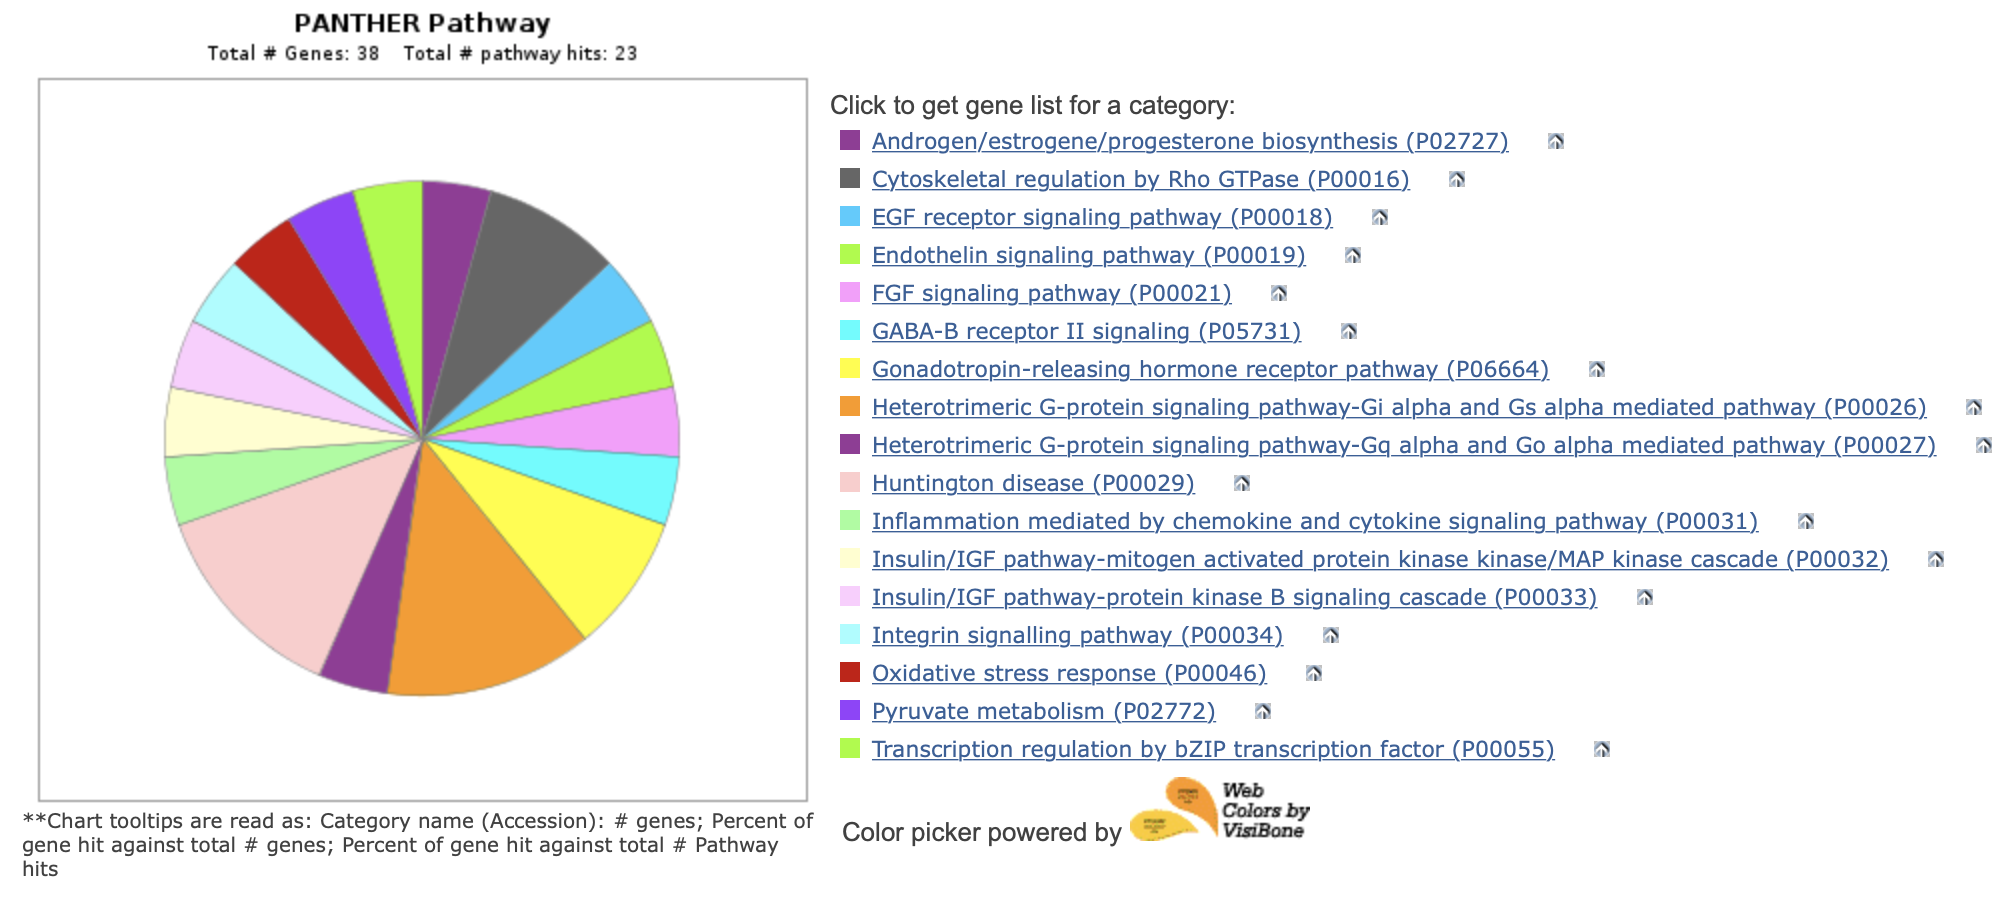 PANTHER Pathway
Total # Genes: 38 Total # pathway hits: 23
Click to get gene list for a category:
Androgen/estrogene/progesterone biosynthesis (P02727)
Cytoskeletal regulation by Rho GTPase (P00016)
EGF receptor signaling pathway (P00018)
Endothelin signaling pathway (P00019)
FGF signaling pathway (P00021)
GABA-B receptor II signaling (P05731)
Gonadotropin-releasing hormone receptor pathway (P06664)
Heterotrimeric G-protein signaling pathway-Gi alpha and Gs alpha mediated pathway (P00026)
Heterotrimeric G-protein signaling pathway-Gq alpha and Go alpha mediated pathway (P00027)
Huntington disease (P00029)
Inflammation mediated by chemokine and cytokine signaling pathway (P00031)
Insulin/IGF pathway-mitogen activated protein kinase kinase/MAP kinase cascade (P00032)
Insulin/IGF pathway-protein kinase B signaling cascade (P00033)
Integrin signalling pathway (P00034)
Oxidative stress response (P00046)
Pyruvate metabolism (P02772)
Transcription regulation by bZIP transcription factor (P00055)
**Chart tooltips are read as: Category name (Accession): # genes; Percent of
gene hit against total # genes; Percent of gene hit against total # Pathway
hits
Color picker powered by
Web
Colors by
VisiBone